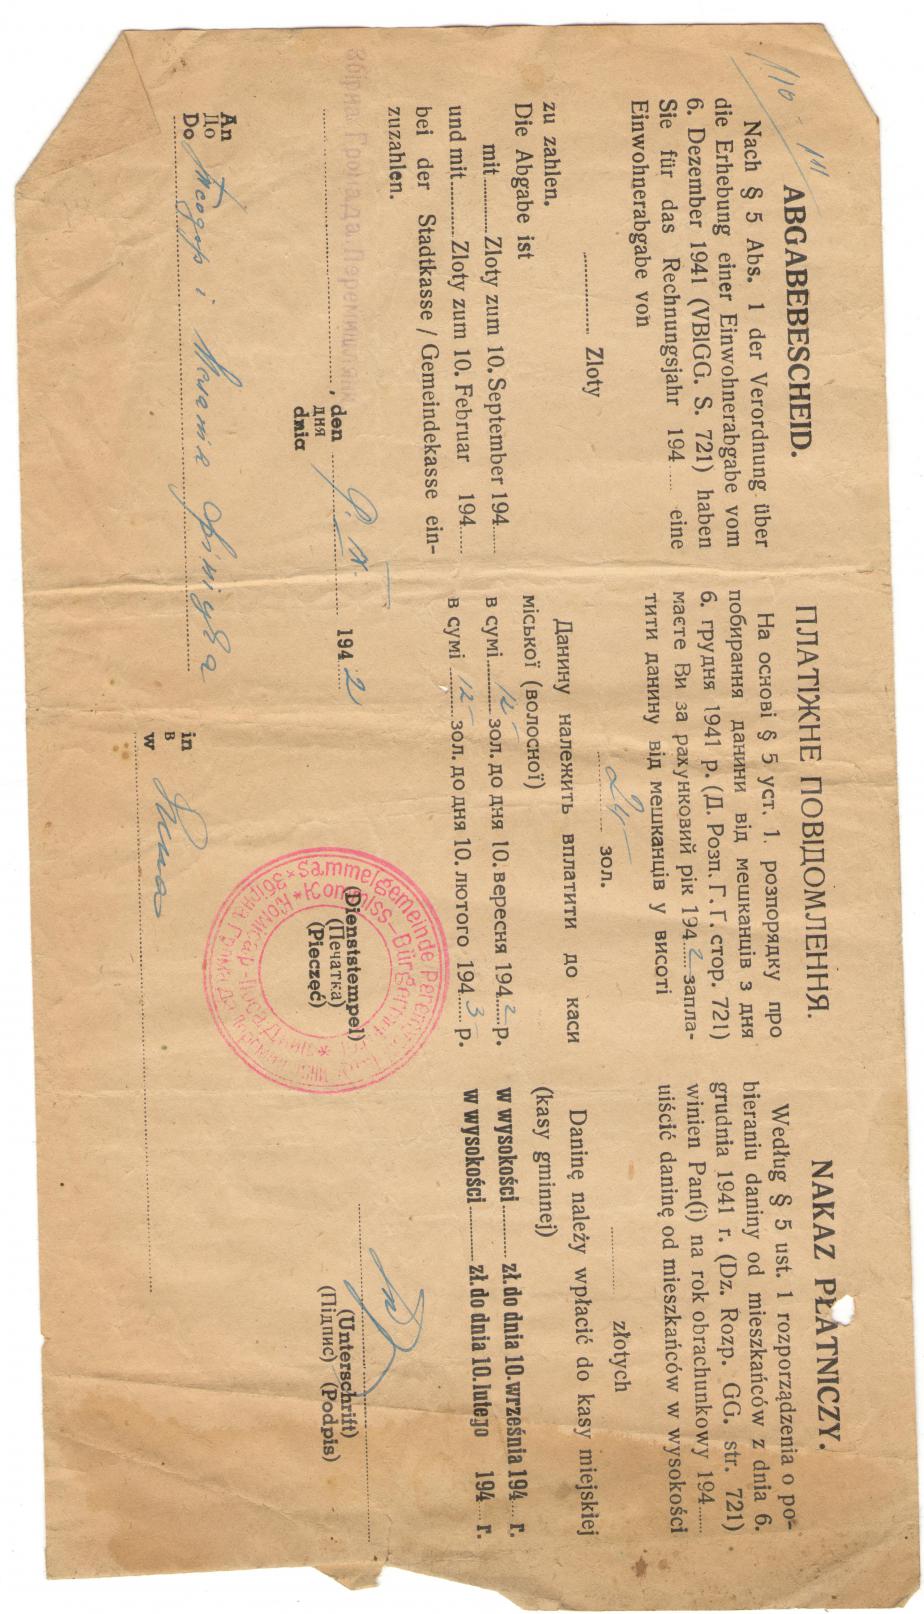 110 - 111
ABGABEBESCHEID.
Nach § 5 Abs. 1 der Verordnung über
die Erhebung einer Einwohnerabgabe vom
6. Dezember 1941 (VBlGG. S. 721) haben
Sie für das Rechnungsjahr 194..... eine
Einwohnerabgabe von
.............. Zloty
zu zahlen.
Die Abgabe ist
mit......... Zloty zum 10. September 194.....
und mit......... Zloty zum 10. Februar 194.....
bei der Stadtkasse / Gemeindekasse ein-
zuzahlen.
ПЛАТІЖНЕ ПОВІДОМЛЕННЯ.
На основі § 5 уст. 1. розпорядку про
побирання данини від мешканців з дня
6. грудня 1941 р. (Д. Розп. Г. Г. стор. 721)
маєте Ви за рахунковий рік 194 2 запла-
тити данину від мешканців у висоті
24 - зол.
Данину належить вплатити до каси
міської (волосної)
в сумі 12 - зол. до дня 10. вересня 194 2 р.
в сумі 12 - зол. до дня 10. лютого 194 3 р.
NAKAZ PŁATNICZY.
Według § 5 ust. 1 rozporządzenia o po-
bieraniu daniny od mieszkańców z dnia 6.
grudnia 1941 r. (Dz. Rozp. GG. str. 721)
winien Pan(i) na rok obrachunkowy 194.....
uiścić daninę od mieszkańców w wysokości
.............. złotych
Daninę należy wpłacić do kasy miejskiej
(kasy gminnej)
w wysokości......... zł. do dnia 10. września 194..... r.
w wysokości......... zł. do dnia 10. lutego 194..... r.
Збірна Громада Перемишляни
, den
дня
dnia
9. X 194 2
(Dienststempel)
(Печатка)
(Pieczęć)
Sammelgemeinde
Kommiss-Bürgermei
(Unterschrift)
(Підпис) (Podpis)
An
До
Do
Теодор і
in
в
w